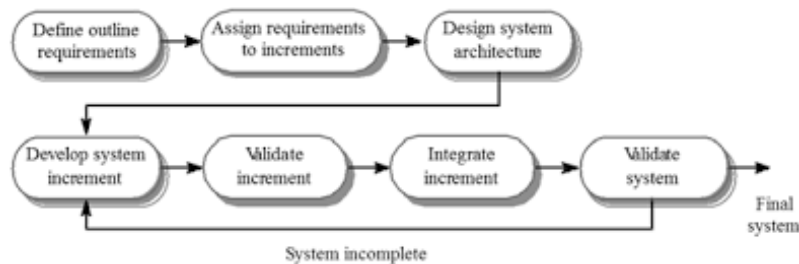 Define outline
requirements
Assign requirements
to increments
Design system
architecture
Develop system
increment
Validate
increment
Integrate
increment
Validate
system
Final
system
System incomplete